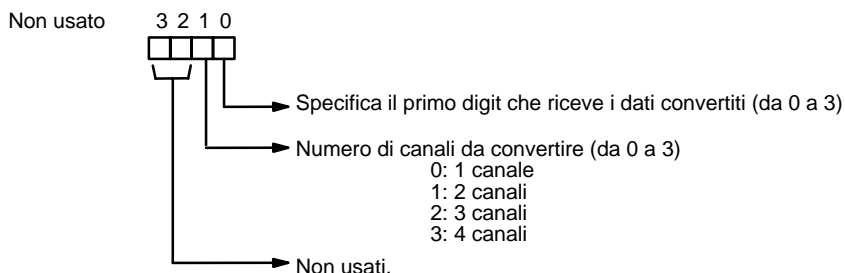 Non usato 3 2 1 0
Specifica il primo digit che riceve i dati convertiti (da 0 a 3)
Numero di canali da convertire (da 0 a 3)
0: 1 canale
1: 2 canali
2: 3 canali
3: 4 canali
Non usati.